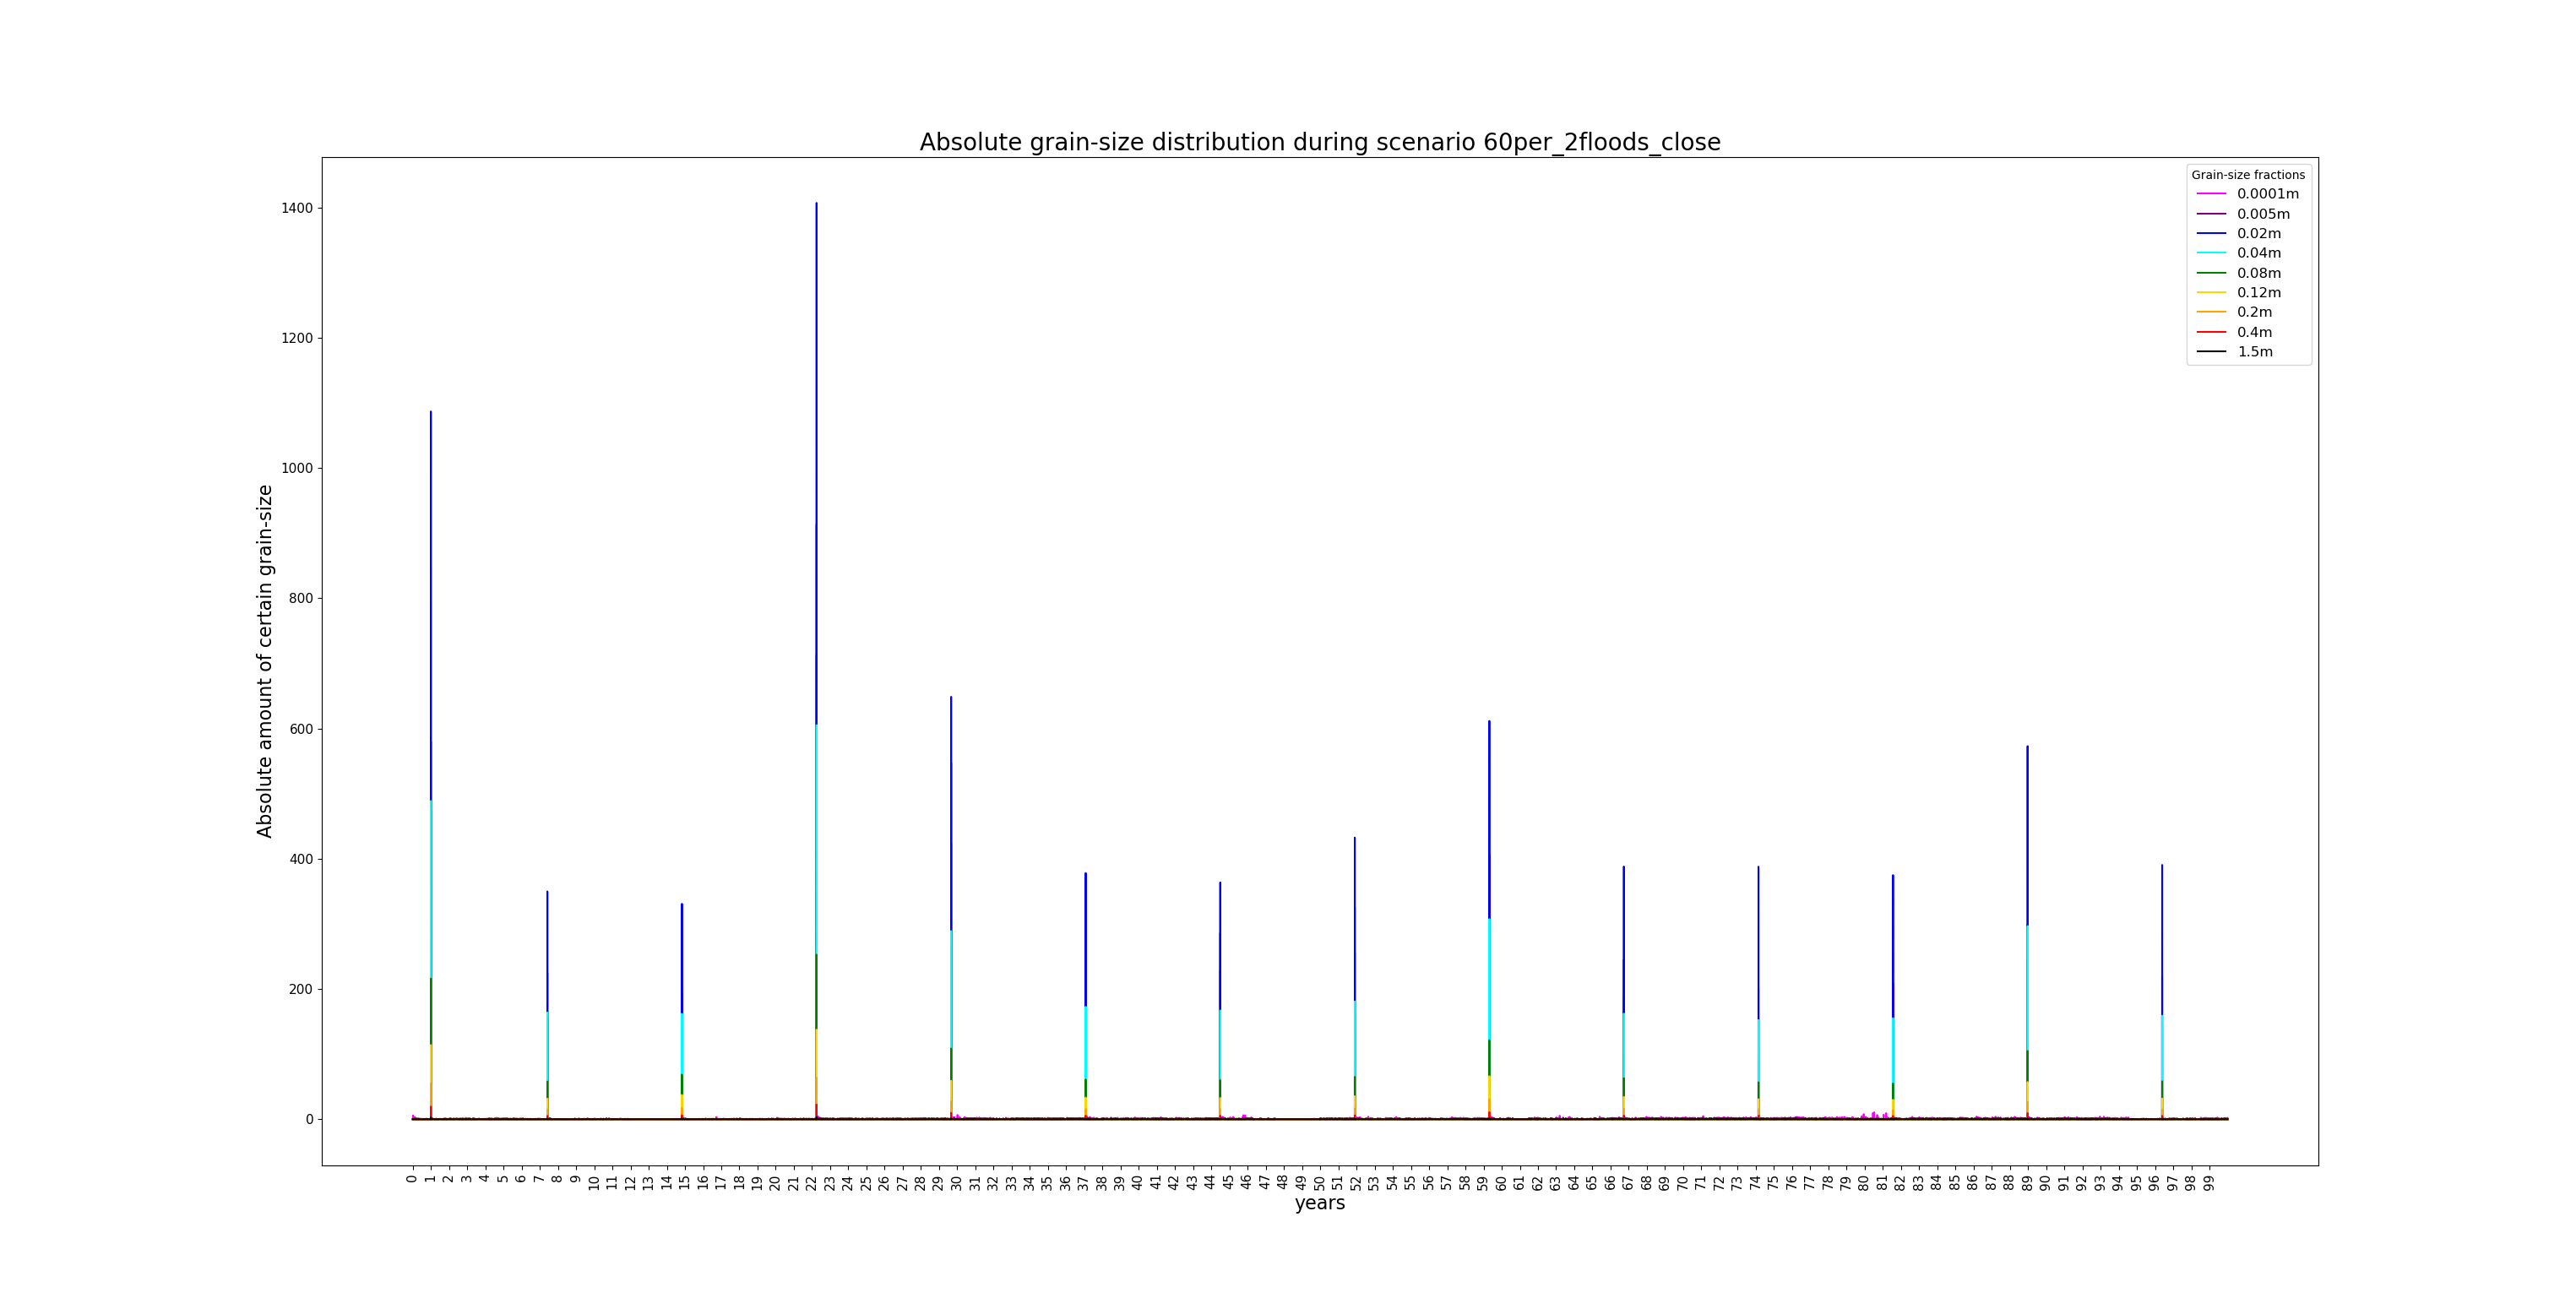 Absolute grain-size distribution during scenario 60per_2floods_close
Grain-size fractions
0.0001m
0.005m
0.02m
0.04m
0.08m
0.12m
0.2m
0.4m
1.5m
Absolute amount of certain grain-size
1400
1200
1000
800
600
400
200
0
0 1 2 3 4 5 6 7 8 9 10 11 12 13 14 15 16 17 18 19 20 21 22 23 24 25 26 27 28 29 30 31 32 33 34 35 36 37 38 39 40 41 42 43 44 45 46 47 48 49 50 51 52 53 54 55 56 57 58 59 60 61 62 63 64 65 66 67 68 69 70 71 72 73 74 75 76 77 78 79 80 81 82 83 84 85 86 87 88 89 90 91 92 93 94 95 96 97 98 99
years